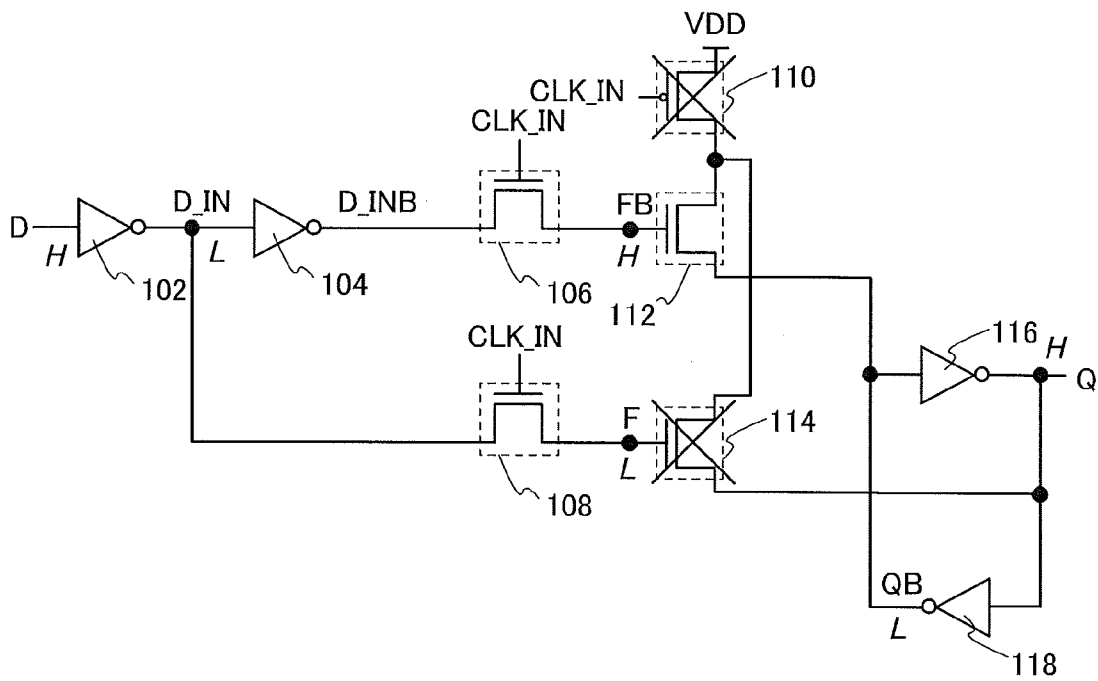 VDD
CLK_IN
110
CLK_IN
D
H
D_IN
L
D_INB
FB
H
102
104
106
112
CLK_IN
116
H
Q
F
L
114
108
QB
L
118